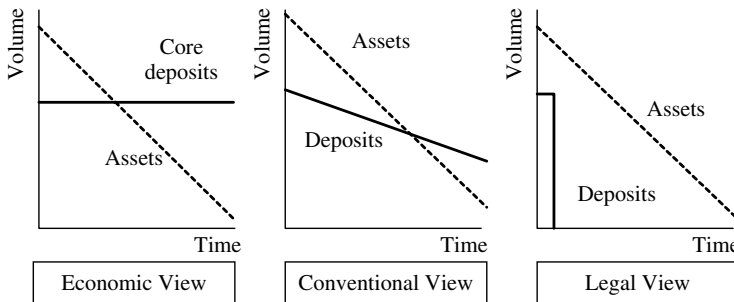 Volume
Core
deposits
Assets
Time
Economic View
Volume
Assets
Deposits
Time
Conventional View
Volume
Assets
Deposits
Time
Legal View